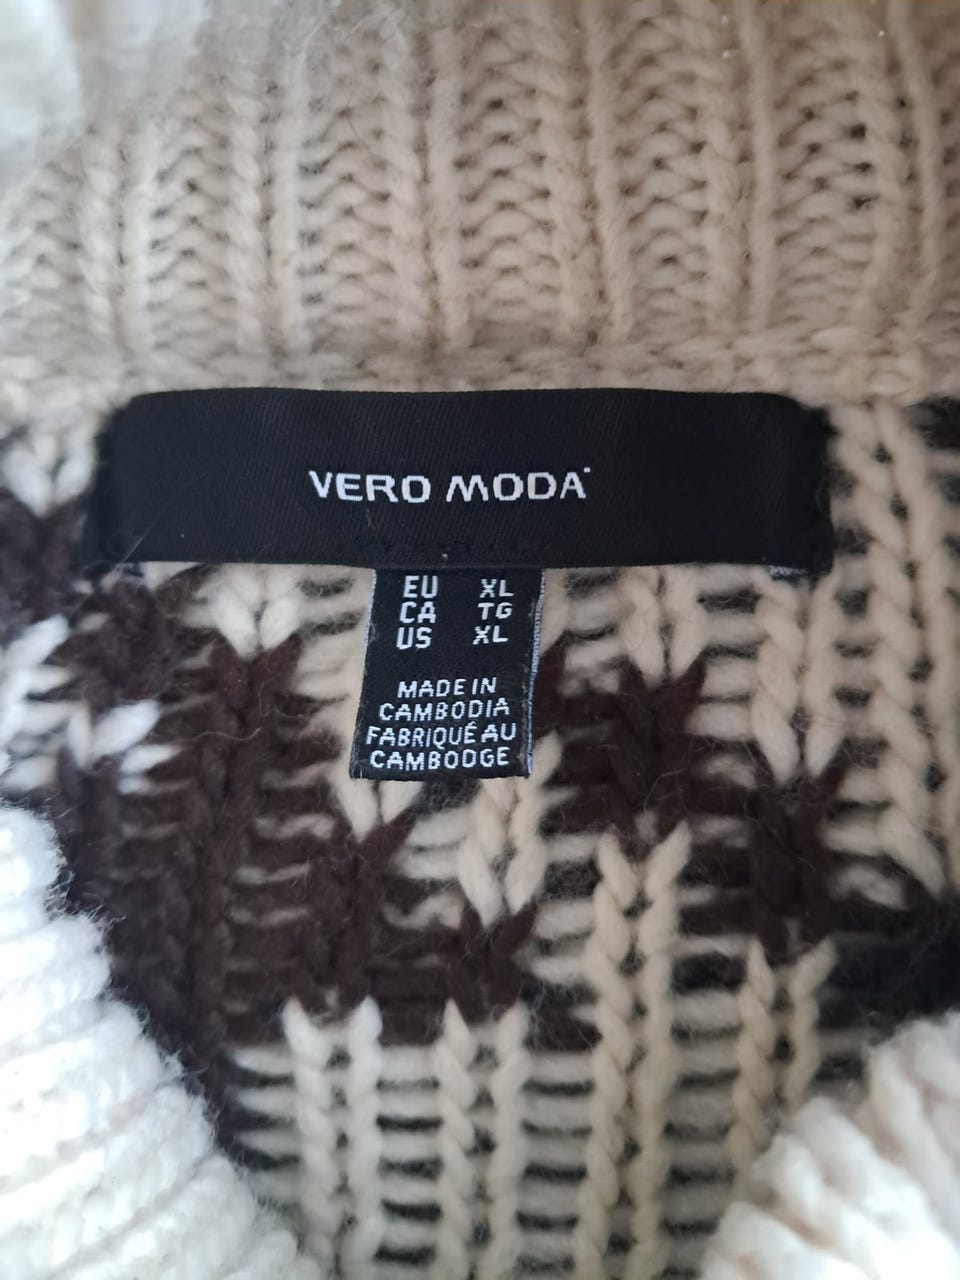 VERO MODA
EU XL
CA TG
US XL
MADE IN
CAMBODIA
FABRIQUÉ AU
CAMBODGE